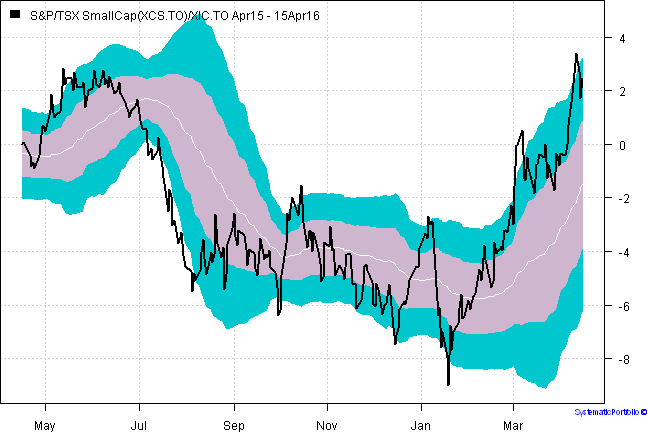 S&P/TSX SmallCap(XCS.TO)/XIC.TO Apr15 - 15Apr16
4
2
0
-2
-4
-6
-8
May Jul Sep Nov Jan Mar
SystematicPortfolio ©